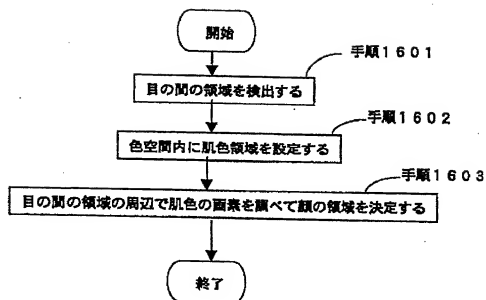 開始
手順１６０１
目の間の領域を検出する
手順１６０２
色空間内に肌色領域を設定する
手順１６０３
目の間の領域の周辺で肌色の画素を調べて顔の領域を決定する
終了